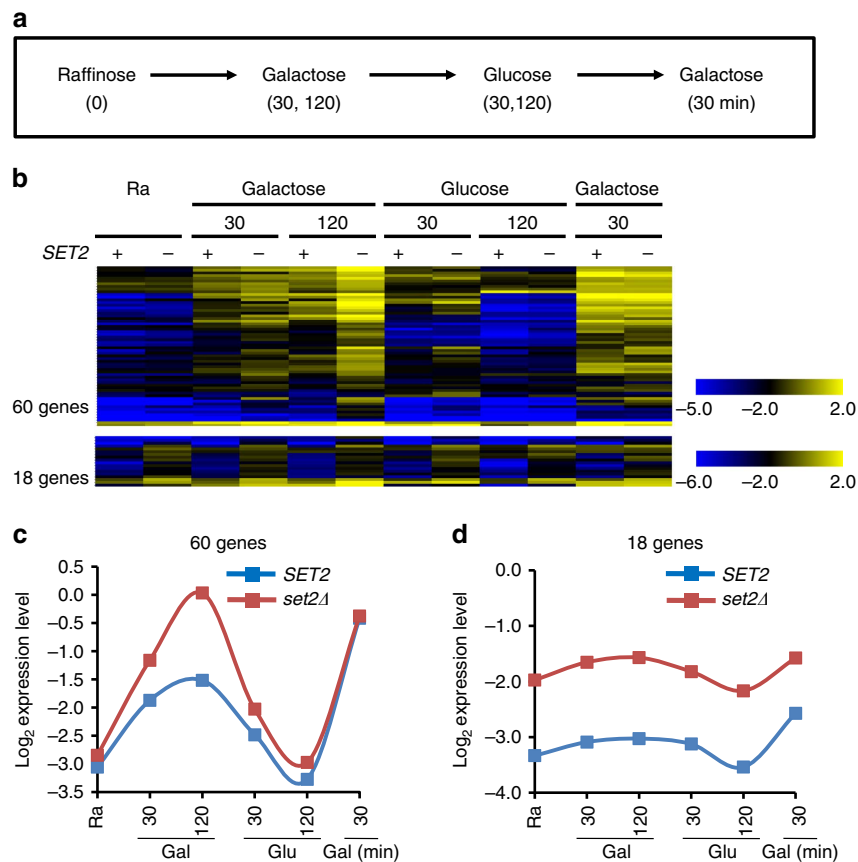 a
Raffinose Galactose Glucose Galactose
(0) (30, 120) (30,120) (30 min)
b
Ra Galactose Glucose Galactose
30 120 30 120 30
SET2 + − + − + − + − + − + −
60 genes
−5.0 −2.0 2.0
18 genes
−6.0 −2.0 2.0
c
60 genes
SET2
set2Δ
Log2 expression level
0.5
0.0
−0.5
−1.0
−1.5
−2.0
−2.5
−3.0
−3.5
Ra 30 120 30 120 30
Gal Glu Gal (min)
d
18 genes
SET2
set2Δ
Log2 expression level
0.0
−1.0
−2.0
−3.0
−4.0
Ra 30 120 30 120 30
Gal Glu Gal (min)